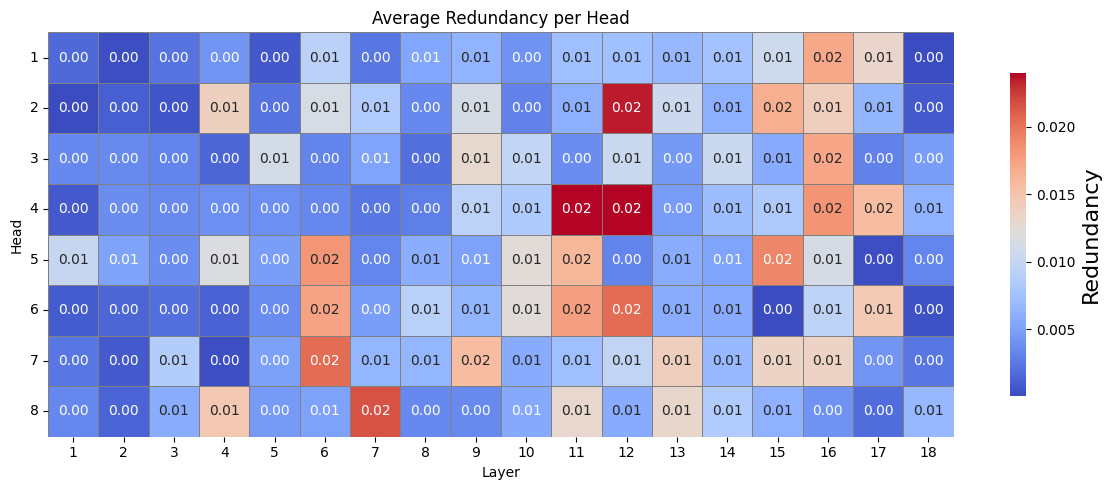 Average Redundancy per Head
1 0.00 0.00 0.00 0.00 0.00 0.01 0.00 0.01 0.01 0.00 0.01 0.01 0.01 0.01 0.01 0.02 0.01 0.00
2 0.00 0.00 0.00 0.01 0.00 0.01 0.01 0.00 0.01 0.00 0.01 0.02 0.01 0.01 0.02 0.01 0.01 0.00
3 0.00 0.00 0.00 0.00 0.01 0.00 0.01 0.00 0.01 0.01 0.00 0.01 0.00 0.01 0.01 0.02 0.00 0.00
4 0.00 0.00 0.00 0.00 0.00 0.00 0.00 0.00 0.01 0.01 0.02 0.02 0.00 0.01 0.01 0.02 0.02 0.01
5 0.01 0.01 0.00 0.01 0.00 0.02 0.00 0.01 0.01 0.01 0.02 0.00 0.01 0.01 0.02 0.01 0.00 0.00
6 0.00 0.00 0.00 0.00 0.00 0.02 0.00 0.01 0.01 0.01 0.02 0.02 0.01 0.01 0.00 0.01 0.01 0.00
7 0.00 0.00 0.01 0.00 0.00 0.02 0.01 0.01 0.02 0.01 0.01 0.01 0.01 0.01 0.01 0.01 0.00 0.00
8 0.00 0.00 0.01 0.01 0.00 0.01 0.02 0.00 0.00 0.01 0.01 0.01 0.01 0.01 0.01 0.00 0.00 0.01
1 2 3 4 5 6 7 8 9 10 11 12 13 14 15 16 17 18
Layer
Head
0.020
0.015
0.010
0.005
Redundancy